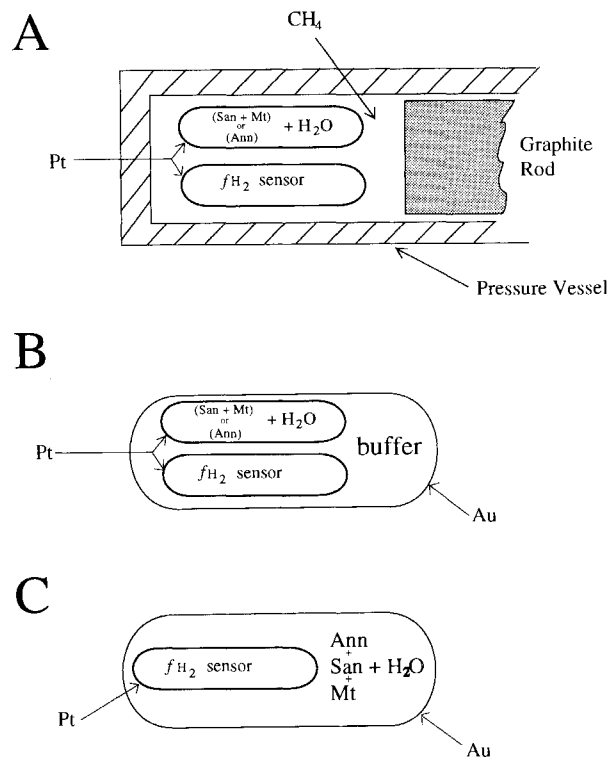 A
CH₄
(San + Mt)
or
(Ann)
+ H₂O
Pt
fH₂ sensor
Graphite
Rod
Pressure Vessel
B
(San + Mt)
or
(Ann)
+ H₂O
Pt
fH₂ sensor
buffer
Au
C
Ann
+
San + H₂O
+
Mt
fH₂ sensor
Pt
Au